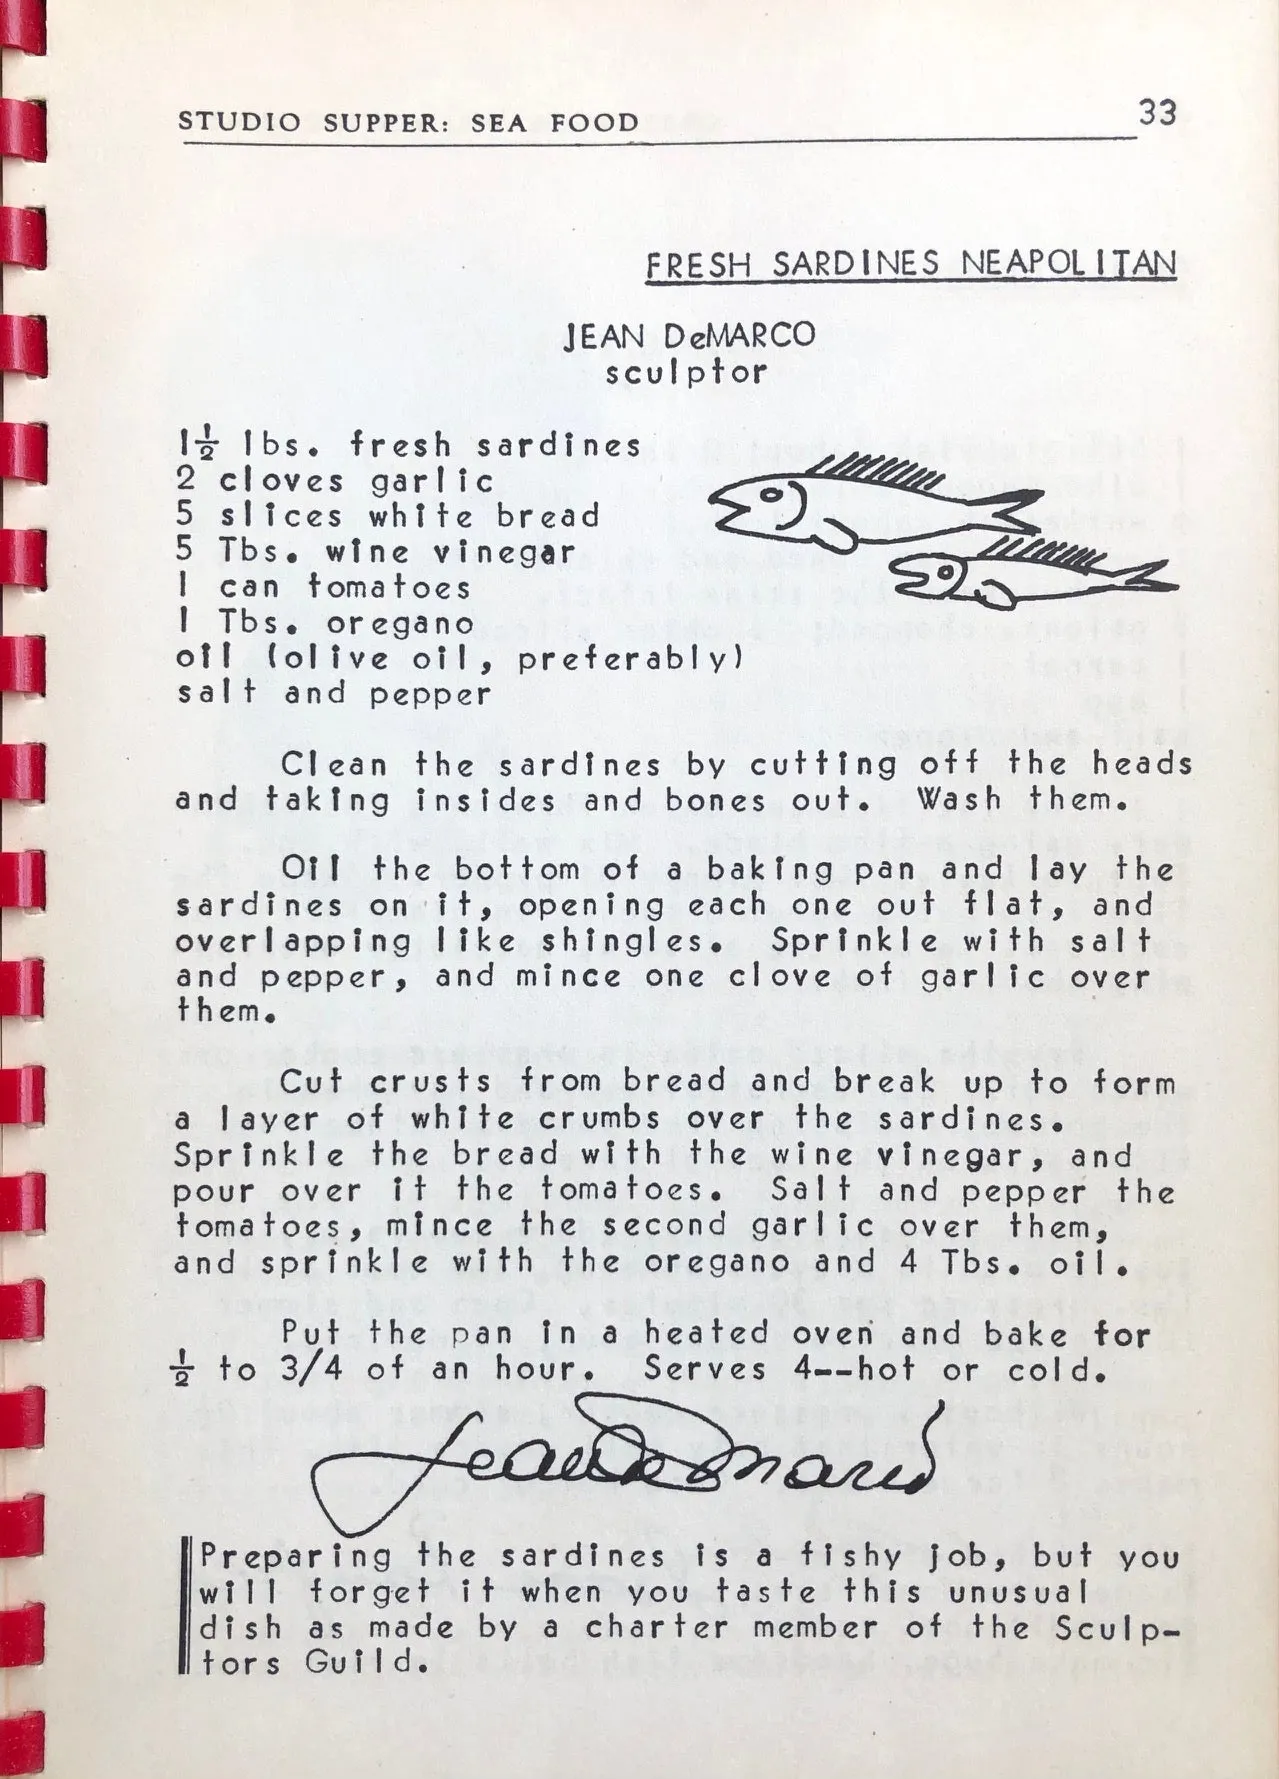 STUDIO SUPPER: SEA FOOD 33
FRESH SARDINES NEAPOLITAN
JEAN DeMARCO
sculptor
1½ lbs. fresh sardines
2 cloves garlic
5 slices white bread
5 Tbs. wine vinegar
1 can tomatoes
1 Tbs. oregano
oil (olive oil, preferably)
salt and pepper
Clean the sardines by cutting off the heads
and taking insides and bones out. Wash them.
Oil the bottom of a baking pan and lay the
sardines on it, opening each one out flat, and
overlapping like shingles. Sprinkle with salt
and pepper, and mince one clove of garlic over
them.
Cut crusts from bread and break up to form
a layer of white crumbs over the sardines.
Sprinkle the bread with the wine vinegar, and
pour over it the tomatoes. Salt and pepper the
tomatoes, mince the second garlic over them,
and sprinkle with the oregano and 4 Tbs. oil.
Put the pan in a heated oven and bake for
½ to 3/4 of an hour. Serves 4--hot or cold.
Jean de Marco
Preparing the sardines is a fishy job, but you
will forget it when you taste this unusual
dish as made by a charter member of the Sculp-
tors Guild.